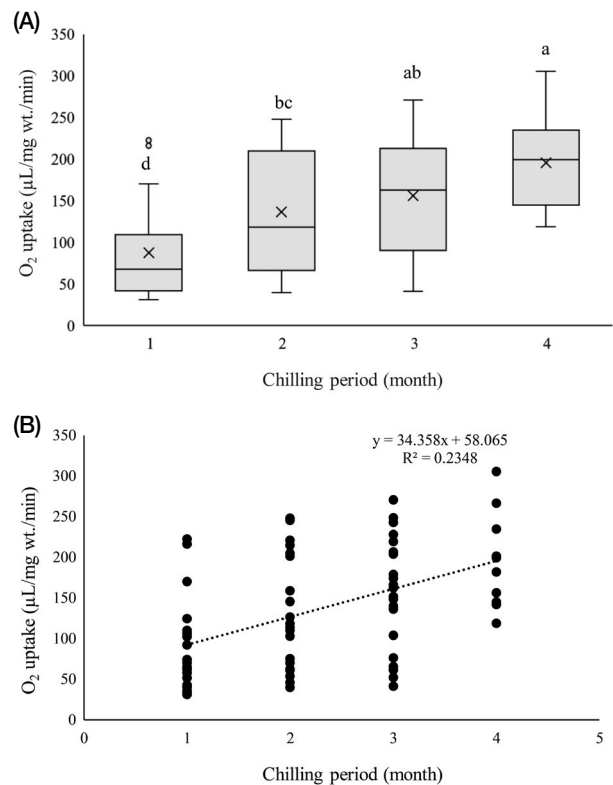 (A)
350
300
250
200
150
100
50
0
O₂ uptake (µL/mg wt./min)
d
bc
ab
a
1 2 3 4
Chilling period (month)
(B)
350
300
250
200
150
100
50
0
O₂ uptake (µL/mg wt./min)
y = 34.358x + 58.065
R² = 0.2348
0 1 2 3 4 5
Chilling period (month)